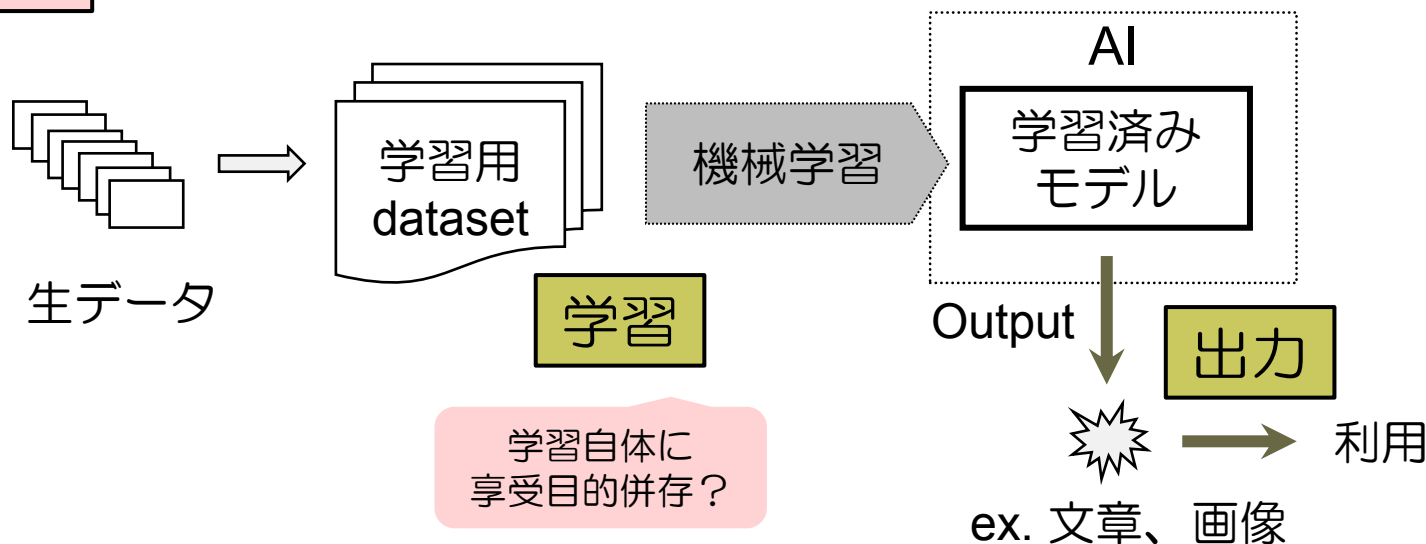 生データ
学習用
dataset
機械学習
AI
学習済み
モデル
学習
学習自体に
享受目的併存？
Output
出力
利用
ex. 文章、画像